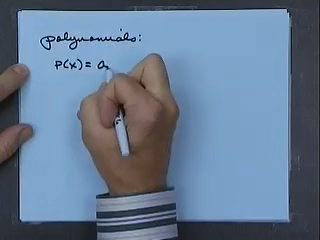 polynomials:
P(x) = a